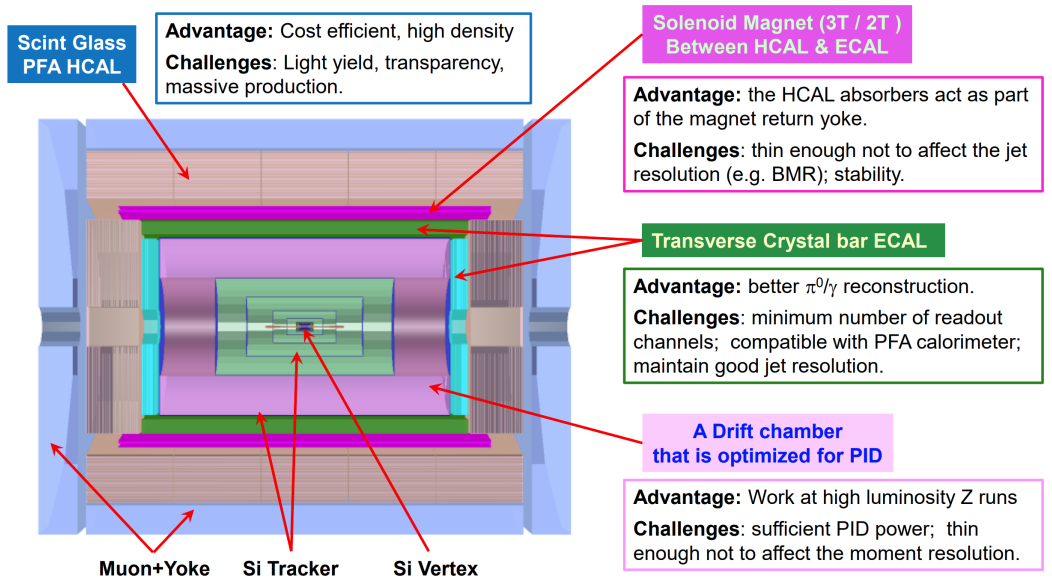 Scint Glass
PFA HCAL
Advantage: Cost efficient, high density
Challenges: Light yield, transparency,
massive production.
Solenoid Magnet (3T / 2T )
Between HCAL & ECAL
Advantage: the HCAL absorbers act as part
of the magnet return yoke.
Challenges: thin enough not to affect the jet
resolution (e.g. BMR); stability.
Transverse Crystal bar ECAL
Advantage: better π⁰/γ reconstruction.
Challenges: minimum number of readout
channels; compatible with PFA calorimeter;
maintain good jet resolution.
A Drift chamber
that is optimized for PID
Advantage: Work at high luminosity Z runs
Challenges: sufficient PID power; thin
enough not to affect the moment resolution.
Muon+Yoke
Si Tracker
Si Vertex